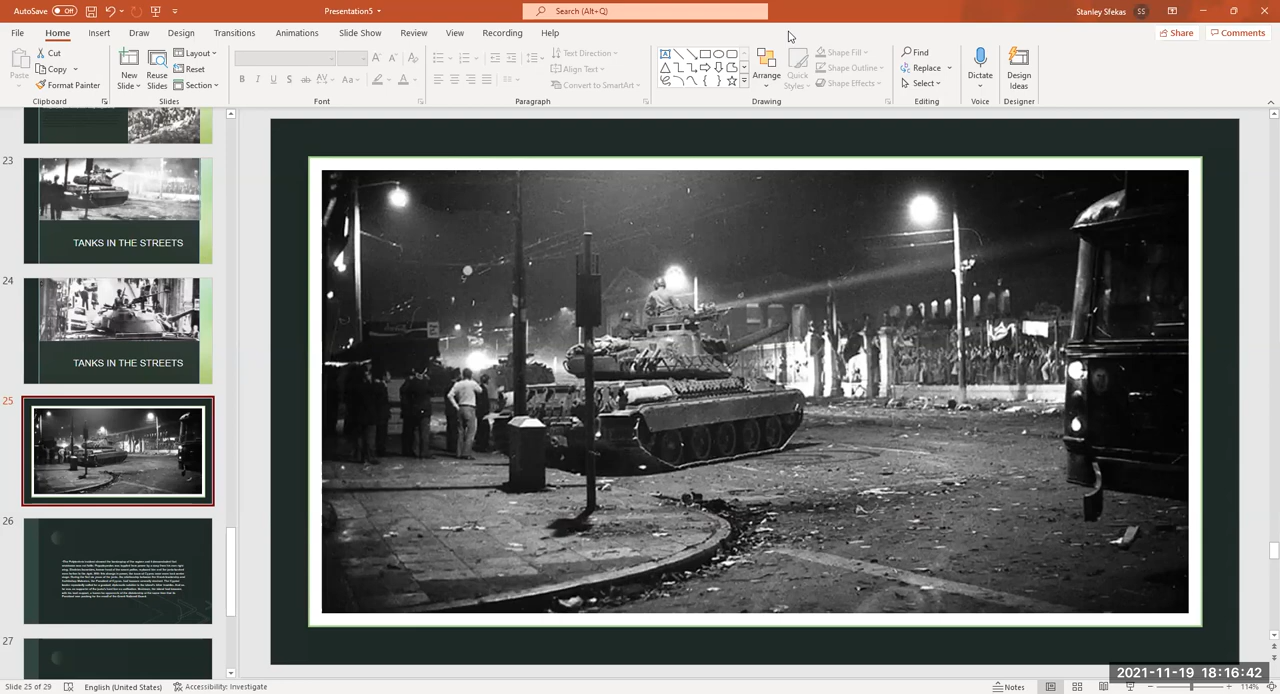 AutoSave Off Presentation5 Search (Alt+Q) Stanley Sfekas SS
File Home Insert Draw Design Transitions Animations Slide Show Review View Recording Help Share Comments
Paste Cut Copy Format Painter Clipboard
New Slide Reuse Slides Layout Reset Section Slides
B I U S ab AV Aa A A A Font
Text Direction Align Text Convert to SmartArt Paragraph
Arrange Quick Styles Shape Fill Shape Outline Shape Effects Drawing
Find Replace Select Editing
Dictate Voice
Design Ideas Designer
23
TANKS IN THE STREETS
24
TANKS IN THE STREETS
25
26
27
2021-11-19 18:16:42
Slide 25 of 29 English (United States) Accessibility: Investigate Notes 114%